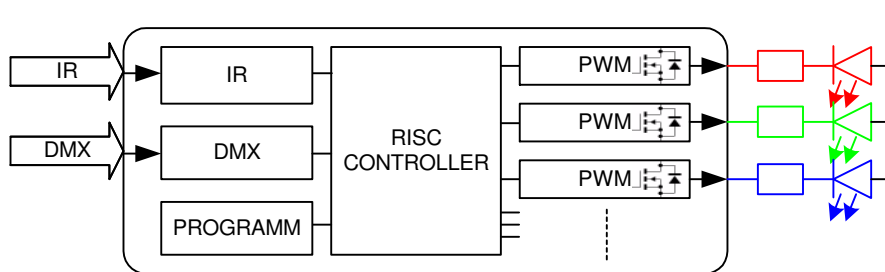 IR
IR
PWM
DMX
DMX
RISC
CONTROLLER
PWM
PROGRAMM
PWM